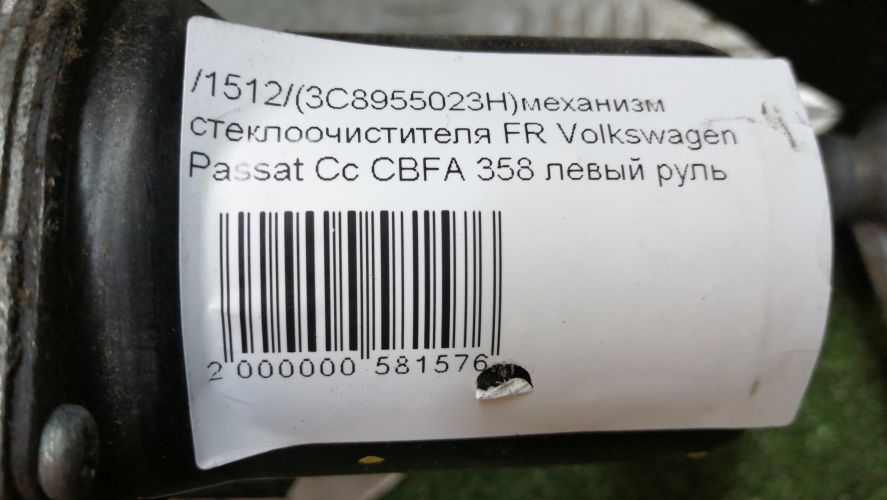 /1512/(3C8955023H)механизм
стеклоочистителя FR Volkswagen
Passat Cc CBFA 358 левый руль
2 000000 581576